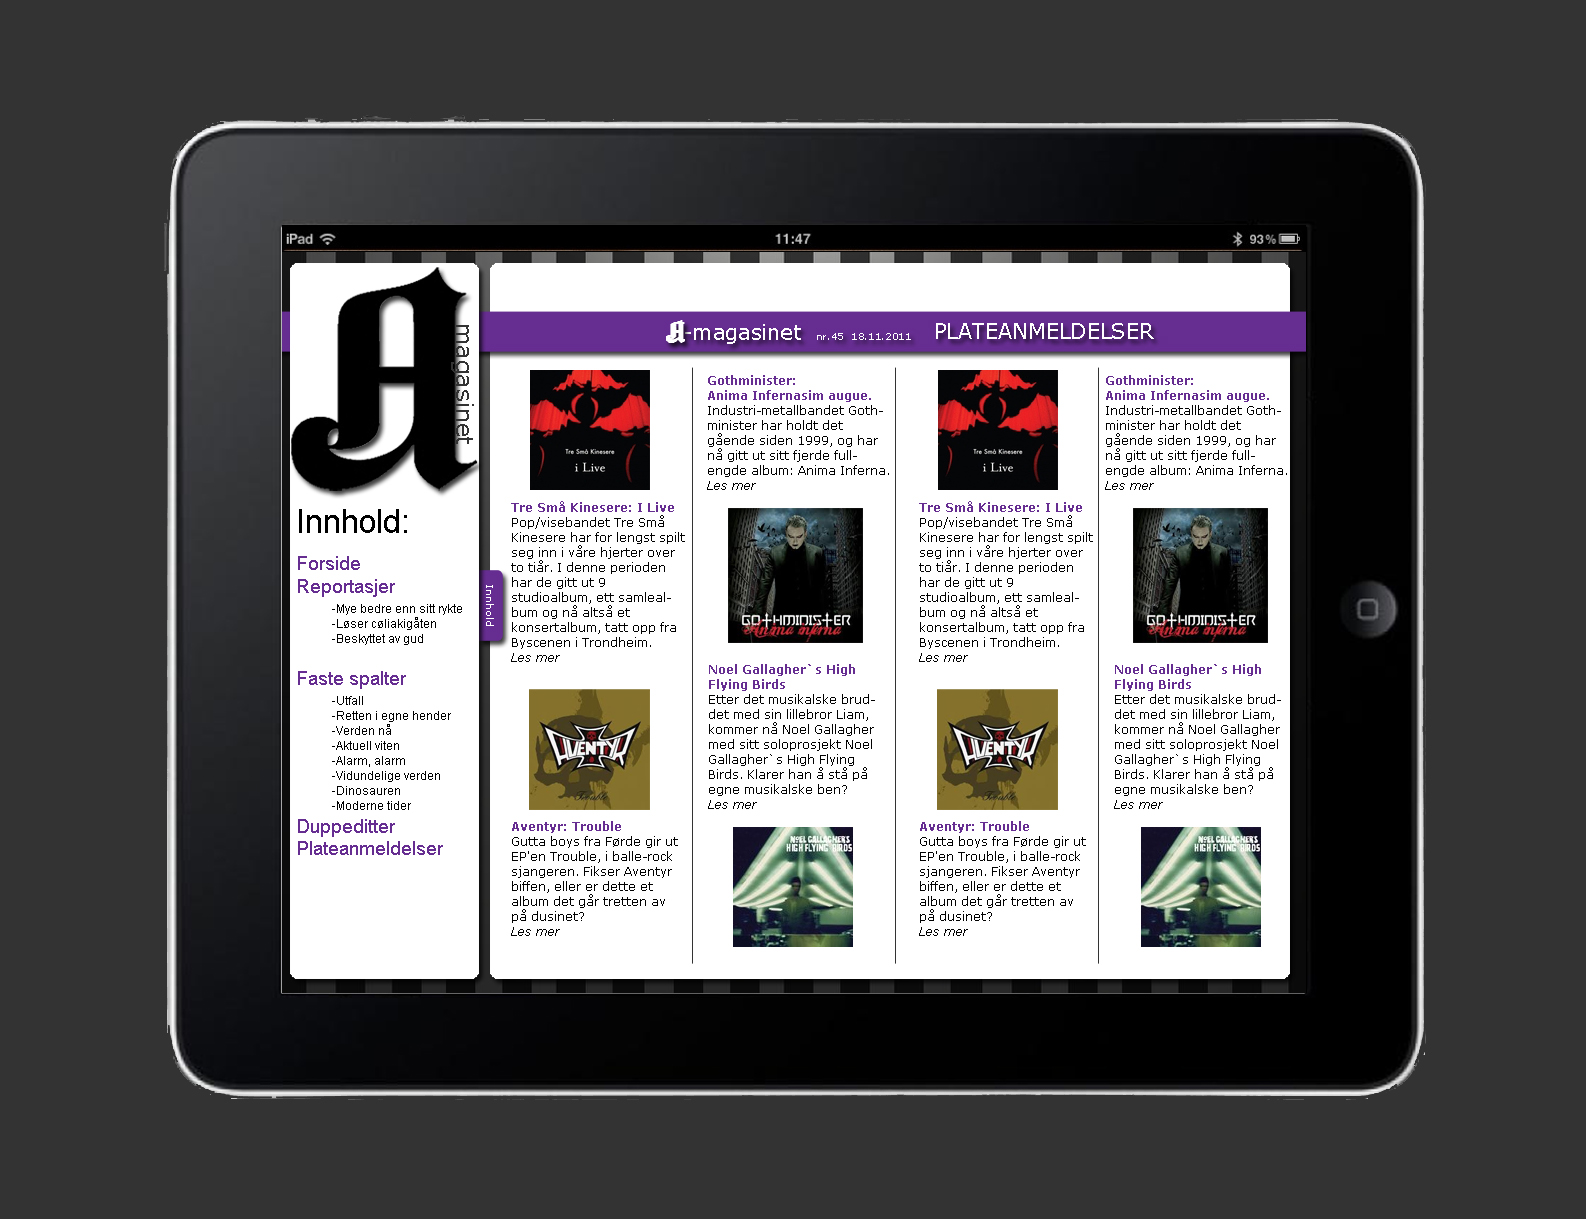 iPad
11:47
93%
A
magasinet
Innhold:
Forside
Reportasjer
-Mye bedre enn sitt rykte
-Løser cøliakigåten
-Beskyttet av gud
Faste spalter
-Utfall
-Retten i egne hender
-Verden nå
-Aktuell viten
-Alarm, alarm
-Vidundelige verden
-Dinosauren
-Moderne tider
Duppeditter
Plateanmeldelser
Innhold
A-magasinet nr.45 18.11.2011 PLATEANMELDELSER
Tre Små Kinesere
i Live
Tre Små Kinesere: I Live
Pop/visebandet Tre Små
Kinesere har for lengst spilt
seg inn i våre hjerter over
to tiår. I denne perioden
har de gitt ut 9
studioalbum, ett samleal-
bum og nå altså et
konsertalbum, tatt opp fra
Byscenen i Trondheim.
Les mer
AVENTYR
Trouble
Aventyr: Trouble
Gutta boys fra Førde gir ut
EP'en Trouble, i balle-rock
sjangeren. Fikser Aventyr
biffen, eller er dette et
album det går tretten av
på dusinet?
Les mer
Gothminister:
Anima Infernasim augue.
Industri-metallbandet Goth-
minister har holdt det
gående siden 1999, og har
nå gitt ut sitt fjerde full-
engde album: Anima Inferna.
Les mer
GOTHMINISTER
Anima inferna
Noel Gallagher`s High
Flying Birds
Etter det musikalske brud-
det med sin lillebror Liam,
kommer nå Noel Gallagher
med sitt soloprosjekt Noel
Gallagher`s High Flying
Birds. Klarer han å stå på
egne musikalske ben?
Les mer
NOEL GALLAGHER'S
HIGH FLYING BIRDS
Tre Små Kinesere
i Live
Tre Små Kinesere: I Live
Pop/visebandet Tre Små
Kinesere har for lengst spilt
seg inn i våre hjerter over
to tiår. I denne perioden
har de gitt ut 9
studioalbum, ett samleal-
bum og nå altså et
konsertalbum, tatt opp fra
Byscenen i Trondheim.
Les mer
AVENTYR
Trouble
Aventyr: Trouble
Gutta boys fra Førde gir ut
EP'en Trouble, i balle-rock
sjangeren. Fikser Aventyr
biffen, eller er dette et
album det går tretten av
på dusinet?
Les mer
Gothminister:
Anima Infernasim augue.
Industri-metallbandet Goth-
minister har holdt det
gående siden 1999, og har
nå gitt ut sitt fjerde full-
engde album: Anima Inferna.
Les mer
GOTHMINISTER
Anima inferna
Noel Gallagher`s High
Flying Birds
Etter det musikalske brud-
det med sin lillebror Liam,
kommer nå Noel Gallagher
med sitt soloprosjekt Noel
Gallagher`s High Flying
Birds. Klarer han å stå på
egne musikalske ben?
Les mer
NOEL GALLAGHER'S
HIGH FLYING BIRDS